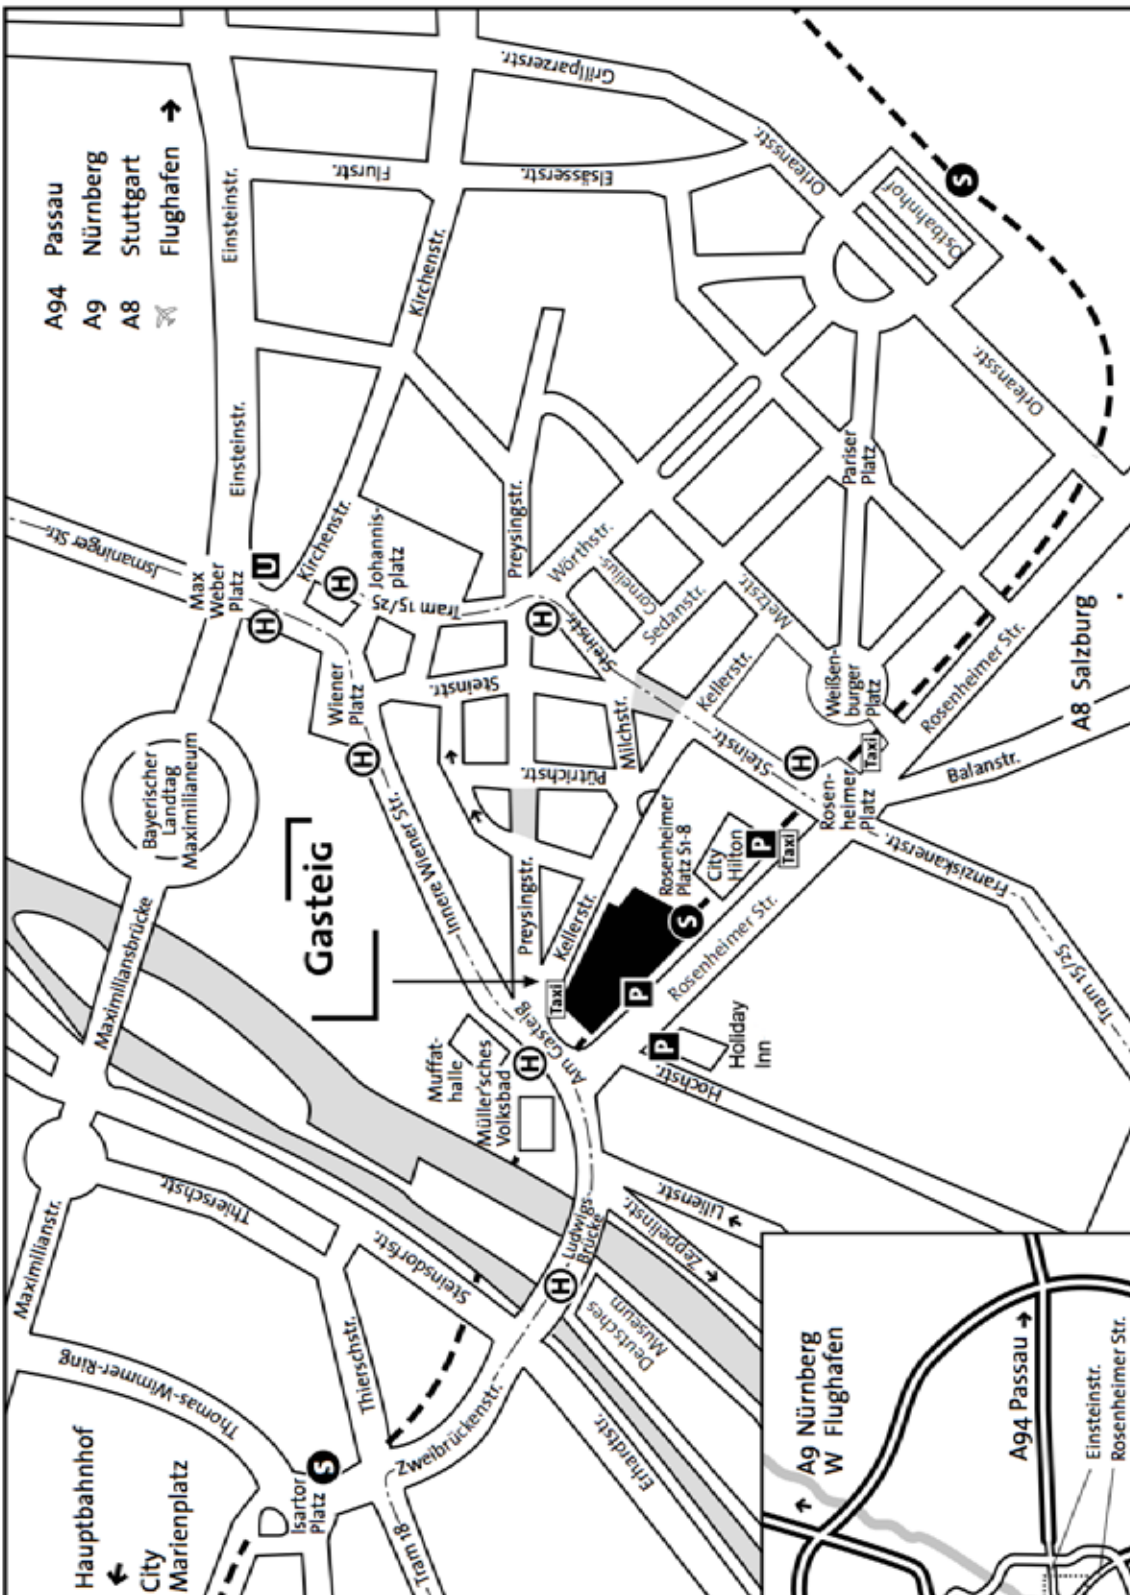 Hauptbahnhof
City
Marienplatz
A94 Passau
A9 Nürnberg
A8 Stuttgart
Flughafen
Maximilianstr.
Thomas-Wimmer-Ring
Isartor
Platz
S
Thierschstr.
Thierschstr.
Steinsdorfstr.
Zweibrückenstr.
Tram 18
Erhardtstr.
Deutsches
Museum
H
Ludwigs-
Brücke
Zeppelinstr.
Lilienstr.
Maximiliansbrücke
Bayerischer
Landtag
Maximilianeum
Gasteig
Muffat-
halle
Müller'sches
Volksbad
H
Am Gasteig
Taxi
P
P
Hochstr.
Holiday
Inn
Rosenheimer Str.
Innere Wiener Str.
Preysingstr.
Kellerstr.
S
Rosenheimer
Platz S1-8
City
Hilton
P
Taxi
H
Wiener
Platz
Steinstr.
Pütrichstr.
Milchstr.
Steinstr.
H
Rosen-
heimer
Platz
Taxi
Franziskanerstr.
Tram 15/25
Balanstr.
A8 Salzburg
Rosenheimer Str.
Weißen-
burger
Platz
Kellerstr.
Metzstr.
Sedanstr.
Cornelius-
Wörthstr.
Steinstr.
H
Preysingstr.
Tram 15/25
H
Johannis-
platz
Kirchenstr.
U
H
Max
Weber
Platz
Ismaninger Str.
Einsteinstr.
Einsteinstr.
Kirchenstr.
Flurstr.
Elsässerstr.
Grillparzerstr.
Orleansstr.
Ostbahnhof
S
Orleansstr.
Pariser
Platz
A9 Nürnberg
W Flughafen
A94 Passau
Einsteinstr.
Rosenheimer Str.